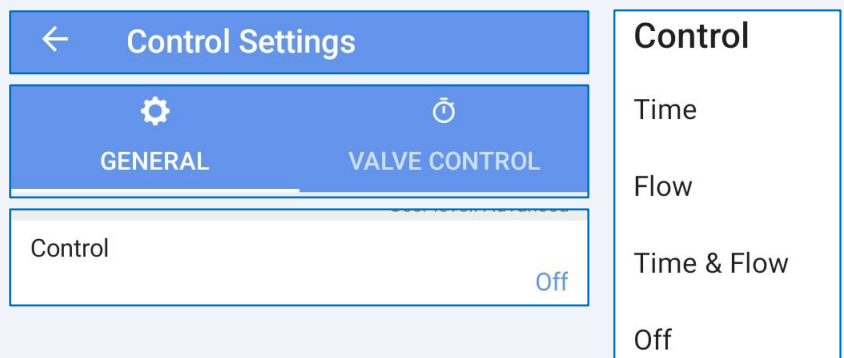 Control Settings
GENERAL
VALVE CONTROL
Control
Off
Control
Time
Flow
Time & Flow
Off